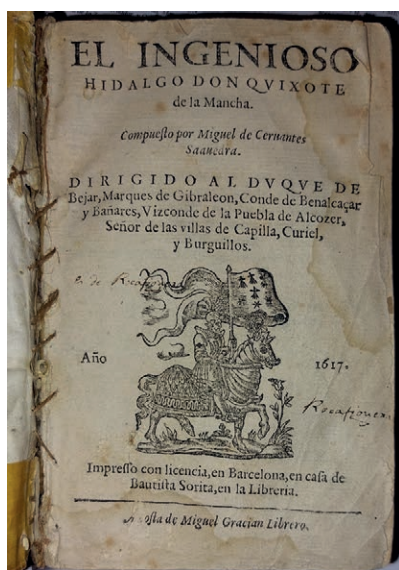 EL INGENIOSO
HIDALGO DON QVIXOTE
de la Mancha.
Compuesto por Miguel de Ceruantes
Saauedra.
DIRIGIDO AL DVQVE DE
Bejar, Marques de Gibraleon, Conde de Benalcaçar
y Bañares, Vizconde de la Puebla de Alcozer,
Señor de las villas de Capilla, Curiel,
y Burguillos.
de
Año 1617.
Impresso con licencia, en Barcelona, en casa de
Bautista Sorita, en la Libreria.
costa de Miguel Gracian Librero.